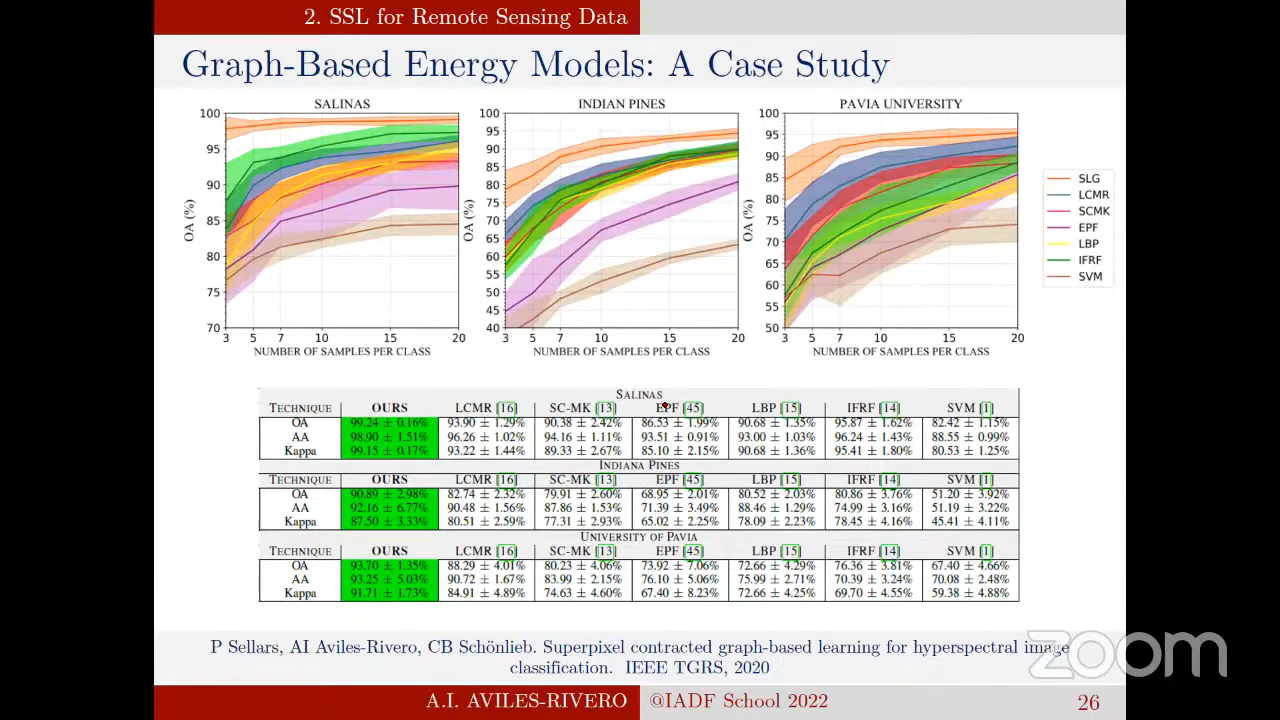 2. SSL for Remote Sensing Data
Graph-Based Energy Models: A Case Study
SALINAS
INDIAN PINES
PAVIA UNIVERSITY
100
95
90
85
80
75
70
OA (%)
3 5 7 10 15 20
NUMBER OF SAMPLES PER CLASS
100
95
90
85
80
75
70
65
60
55
50
45
40
OA (%)
3 5 7 10 15 20
NUMBER OF SAMPLES PER CLASS
100
95
90
85
80
75
70
65
60
55
50
OA (%)
3 5 7 10 15 20
NUMBER OF SAMPLES PER CLASS
SLG
LCMR
SCMK
EPF
LBP
IFRF
SVM
SALINAS
TECHNIQUE OURS LCMR [16] SC-MK [13] EPF [45] LBP [15] IFRF [14] SVM [1]
OA 99.24 ± 0.16% 93.90 ± 1.29% 90.38 ± 2.42% 86.53 ± 1.99% 90.68 ± 1.35% 95.87 ± 1.62% 82.42 ± 1.15%
AA 98.90 ± 1.51% 96.26 ± 1.02% 94.16 ± 1.11% 93.51 ± 0.91% 93.00 ± 1.03% 96.24 ± 1.43% 88.55 ± 0.99%
Kappa 99.15 ± 0.17% 93.22 ± 1.44% 89.33 ± 2.67% 85.10 ± 2.15% 90.68 ± 1.36% 95.41 ± 1.80% 80.53 ± 1.25%
INDIANA PINES
TECHNIQUE OURS LCMR [16] SC-MK [13] EPF [45] LBP [15] IFRF [14] SVM [1]
OA 90.89 ± 2.98% 82.74 ± 2.32% 79.91 ± 2.60% 68.95 ± 2.01% 80.52 ± 2.03% 80.86 ± 3.76% 51.20 ± 3.92%
AA 92.16 ± 6.77% 90.48 ± 1.56% 87.86 ± 1.53% 71.39 ± 3.49% 88.46 ± 1.29% 74.99 ± 3.16% 51.19 ± 3.22%
Kappa 87.50 ± 3.33% 80.51 ± 2.59% 77.31 ± 2.93% 65.02 ± 2.25% 78.09 ± 2.23% 78.45 ± 4.16% 45.41 ± 4.11%
UNIVERSITY OF PAVIA
TECHNIQUE OURS LCMR [16] SC-MK [13] EPF [45] LBP [15] IFRF [14] SVM [1]
OA 93.70 ± 1.35% 88.29 ± 4.01% 80.23 ± 4.06% 73.92 ± 7.06% 72.66 ± 4.29% 76.36 ± 3.81% 67.40 ± 4.66%
AA 93.25 ± 5.03% 90.72 ± 1.67% 83.99 ± 2.15% 76.10 ± 5.06% 75.99 ± 2.71% 70.39 ± 3.24% 70.08 ± 2.48%
Kappa 91.71 ± 1.73% 84.91 ± 4.89% 74.63 ± 4.60% 67.40 ± 8.23% 72.66 ± 4.25% 69.70 ± 4.55% 59.38 ± 4.88%
P Sellars, AI Aviles-Rivero, CB Schönlieb. Superpixel contracted graph-based learning for hyperspectral image
classification. IEEE TGRS, 2020
zoom
A.I. AVILES-RIVERO @IADF School 2022 26